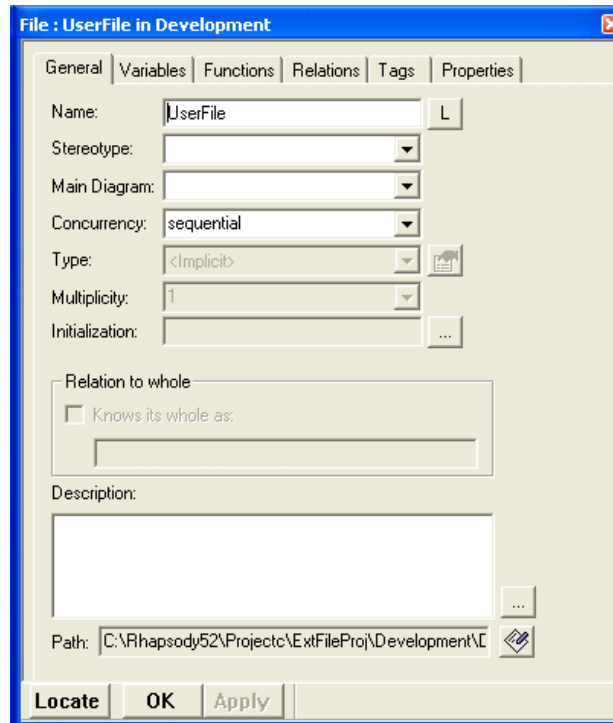 File : UserFile in Development
General Variables Functions Relations Tags Properties
Name: UserFile L
Stereotype:
Main Diagram:
Concurrency: sequential
Type: <Implicit>
Multiplicity: 1
Initialization: ...
Relation to whole
Knows its whole as:
Description:
...
Path: C:\Rhapsody52\Projectc\ExtFileProj\Development\D
Locate OK Apply